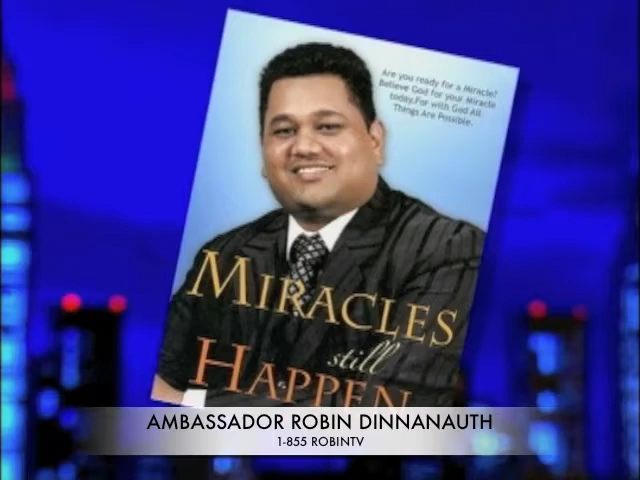 Are you ready for a Miracle?
Believe God for your Miracle
today.For with God All
Things Are Possible.
MIRACLES
still
HAPPEN
AMBASSADOR ROBIN DINNANAUTH
1-855 ROBINTV